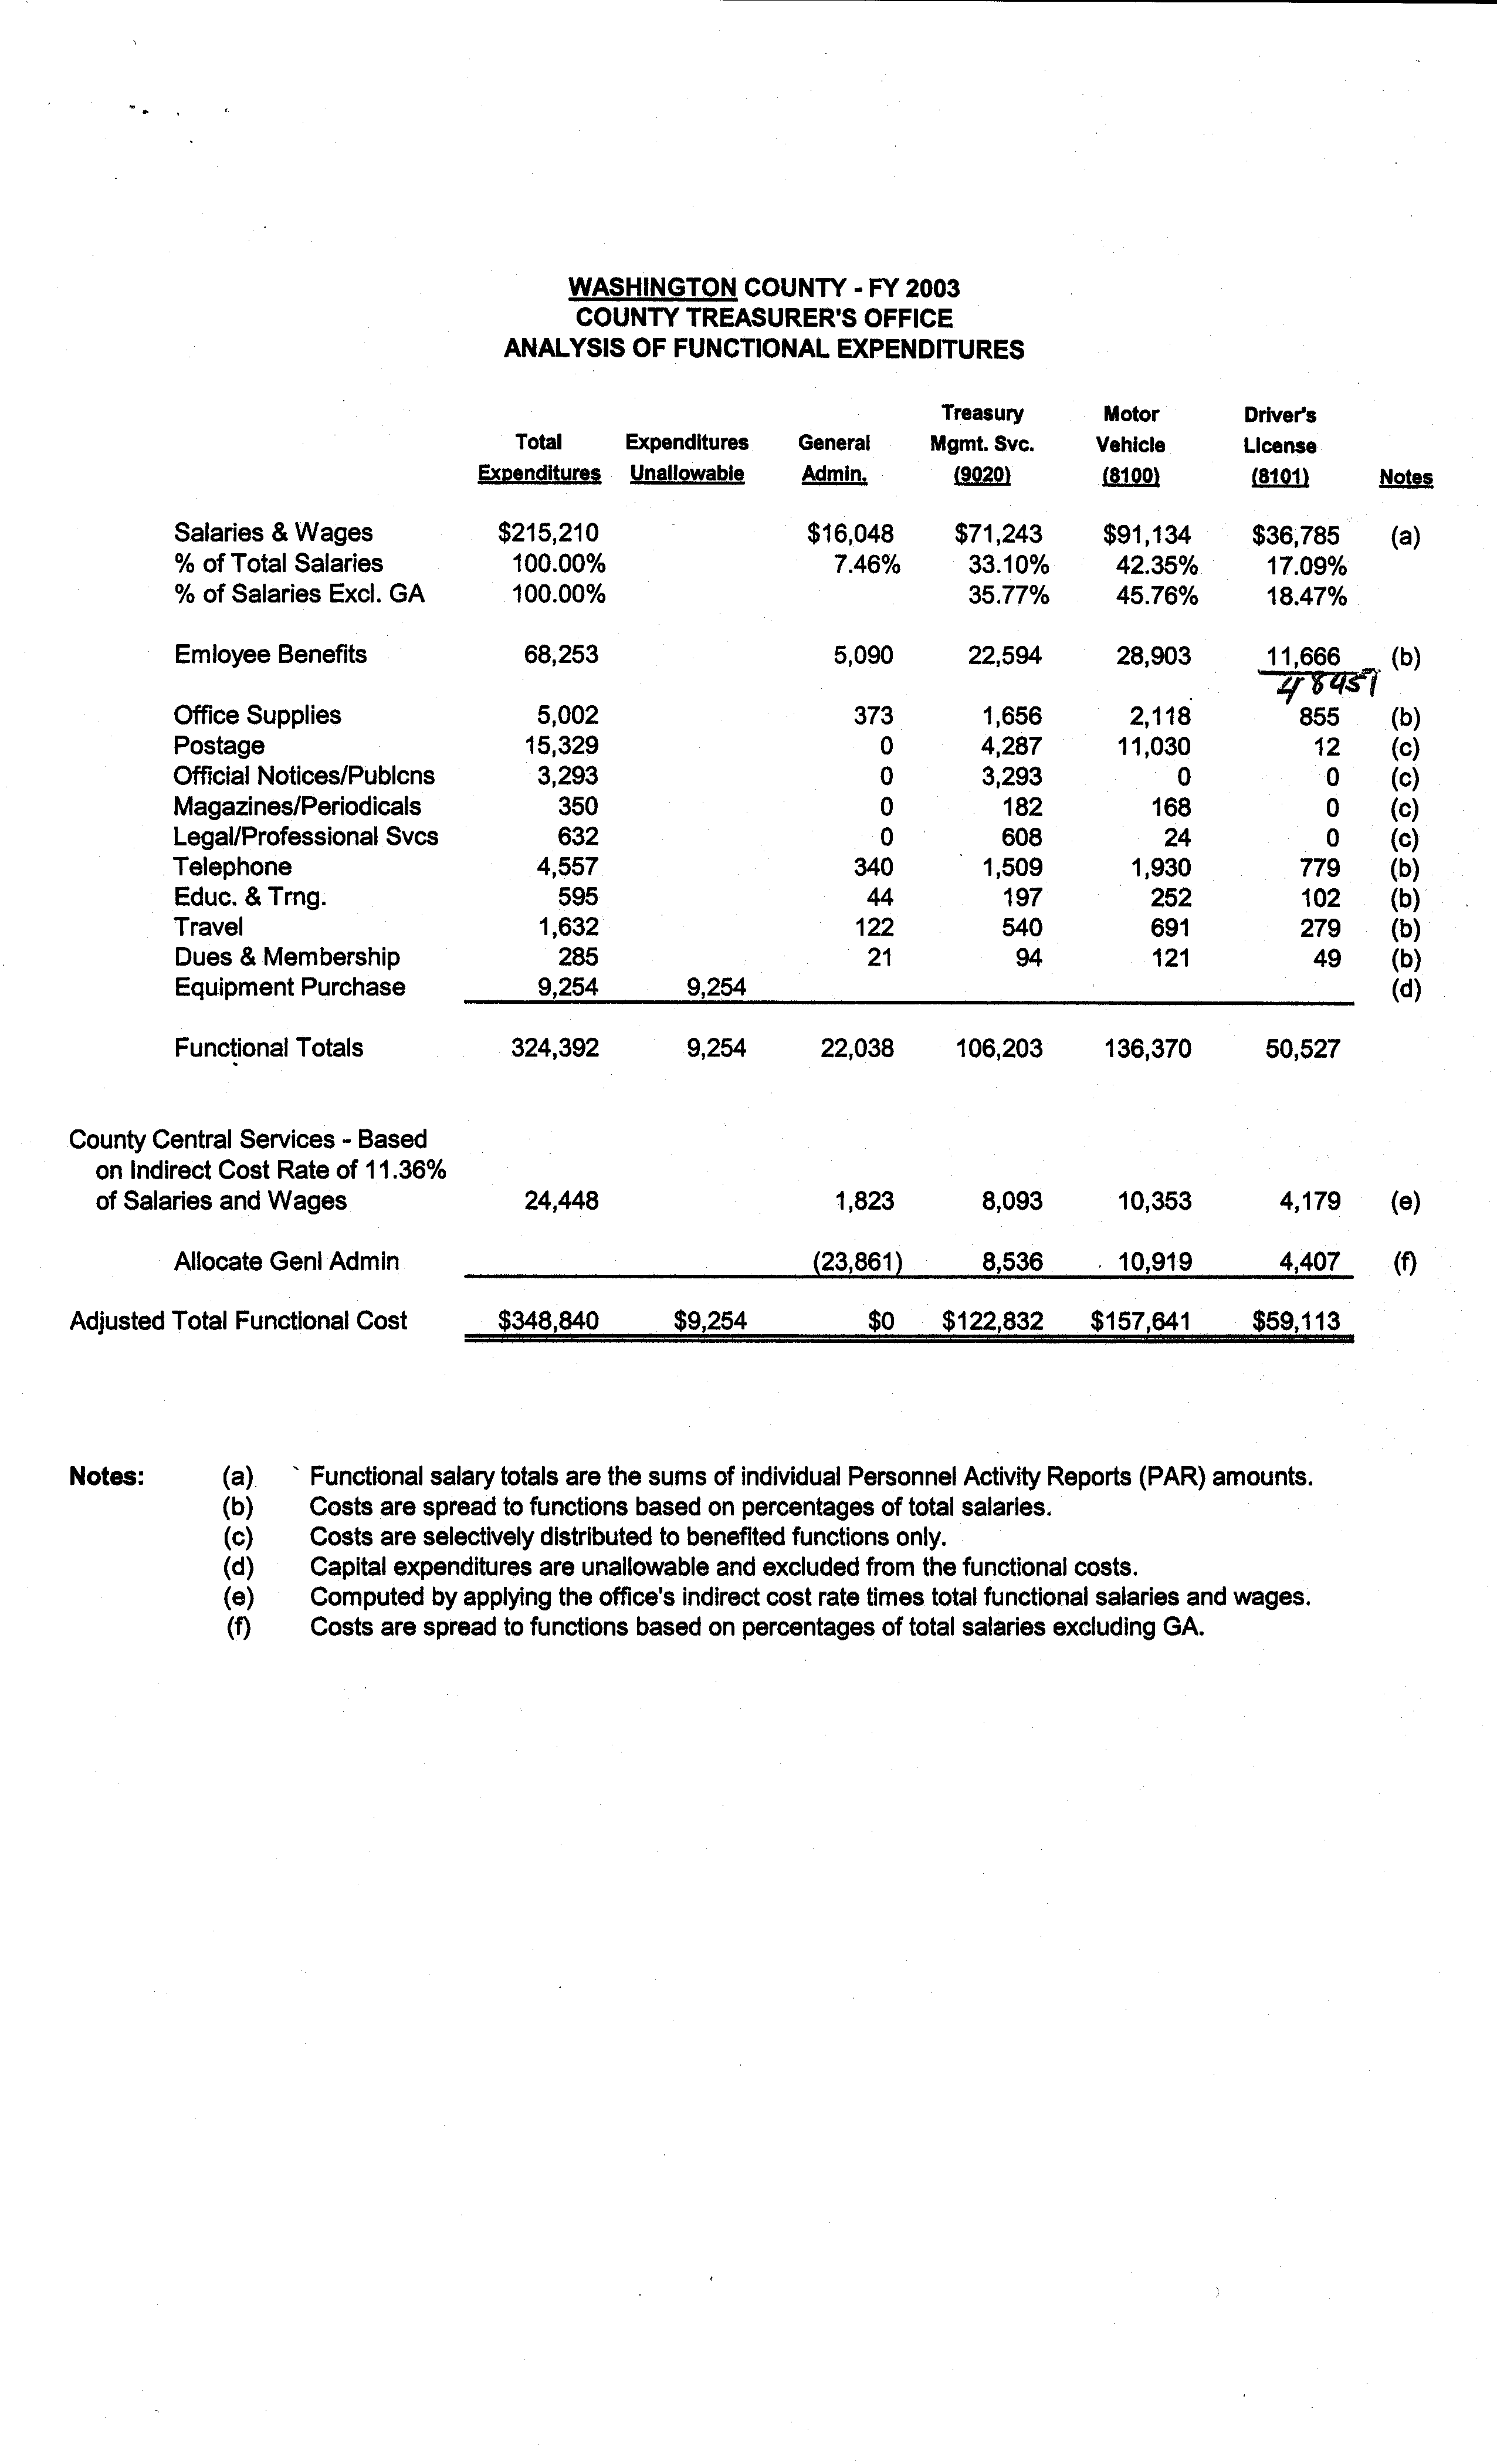 WASHINGTON COUNTY - FY 2003
COUNTY TREASURER'S OFFICE
ANALYSIS OF FUNCTIONAL EXPENDITURES
Treasury Motor Driver's
Total Expenditures General Mgmt. Svc. Vehicle License
Expenditures Unallowable Admin. (9020) (8100) (8101) Notes
Salaries & Wages $215,210 $16,048 $71,243 $91,134 $36,785 (a)
% of Total Salaries 100.00% 7.46% 33.10% 42.35% 17.09%
% of Salaries Excl. GA 100.00% 35.77% 45.76% 18.47%
Emloyee Benefits 68,253 5,090 22,594 28,903 11,666 (b)
48451
Office Supplies 5,002 373 1,656 2,118 855 (b)
Postage 15,329 0 4,287 11,030 12 (c)
Official Notices/Publcns 3,293 0 3,293 0 0 (c)
Magazines/Periodicals 350 0 182 168 0 (c)
Legal/Professional Svcs 632 0 608 24 0 (c)
Telephone 4,557 340 1,509 1,930 779 (b)
Educ. & Trng. 595 44 197 252 102 (b)
Travel 1,632 122 540 691 279 (b)
Dues & Membership 285 21 94 121 49 (b)
Equipment Purchase 9,254 9,254 (d)
Functional Totals 324,392 9,254 22,038 106,203 136,370 50,527
County Central Services - Based
on Indirect Cost Rate of 11.36%
of Salaries and Wages 24,448 1,823 8,093 10,353 4,179 (e)
Allocate Genl Admin (23,861) 8,536 10,919 4,407 (f)
Adjusted Total Functional Cost $348,840 $9,254 $0 $122,832 $157,641 $59,113
Notes: (a) Functional salary totals are the sums of individual Personnel Activity Reports (PAR) amounts.
(b) Costs are spread to functions based on percentages of total salaries.
(c) Costs are selectively distributed to benefited functions only.
(d) Capital expenditures are unallowable and excluded from the functional costs.
(e) Computed by applying the office's indirect cost rate times total functional salaries and wages.
(f) Costs are spread to functions based on percentages of total salaries excluding GA.